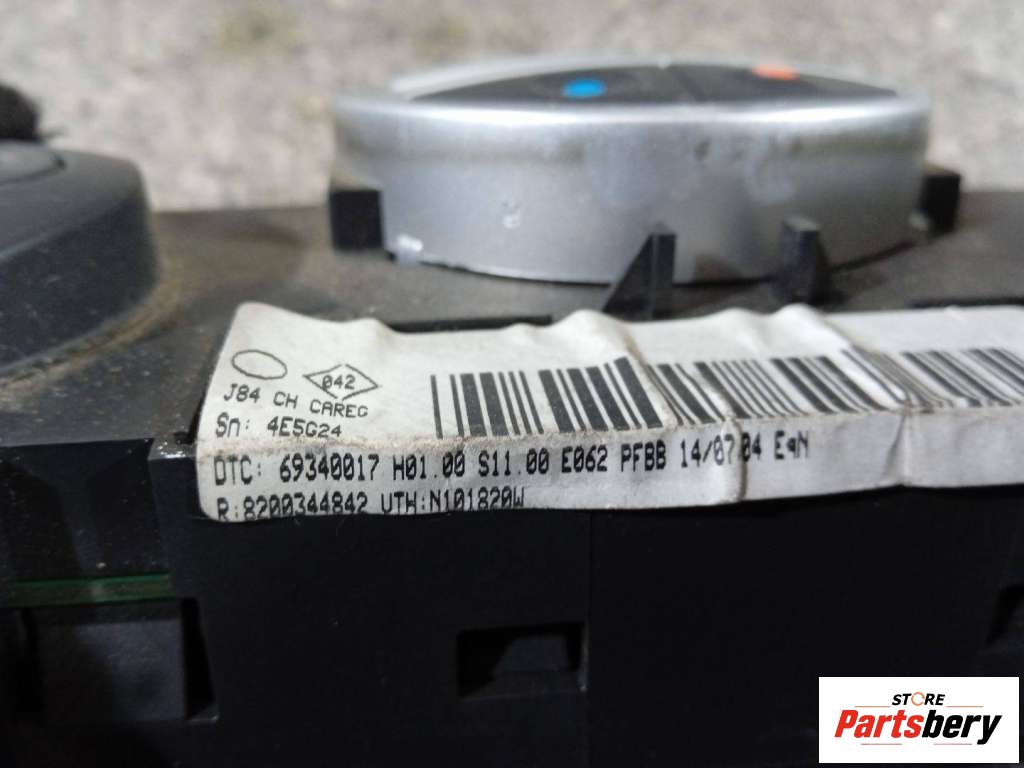 042
J84 CH CAREG
Sn: 4E5G24
DTC: 69340017 H01.00 S11.00 E062 PFBB 14/07/04 EqN
R:8200344842 VTH:N101820W
STORE
Partsbery